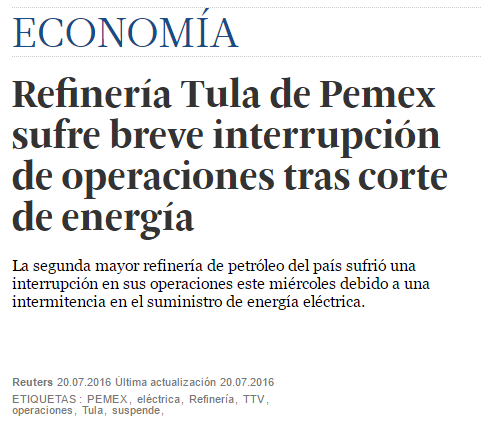 ECONOMÍA
Refinería Tula de Pemex
sufre breve interrupción
de operaciones tras corte
de energía
La segunda mayor refinería de petróleo del país sufrió una
interrupción en sus operaciones este miércoles debido a una
intermitencia en el suministro de energía eléctrica.
Reuters 20.07.2016 Última actualización 20.07.2016
ETIQUETAS : PEMEX, eléctrica, Refinería, TTV,
operaciones, Tula, suspende,